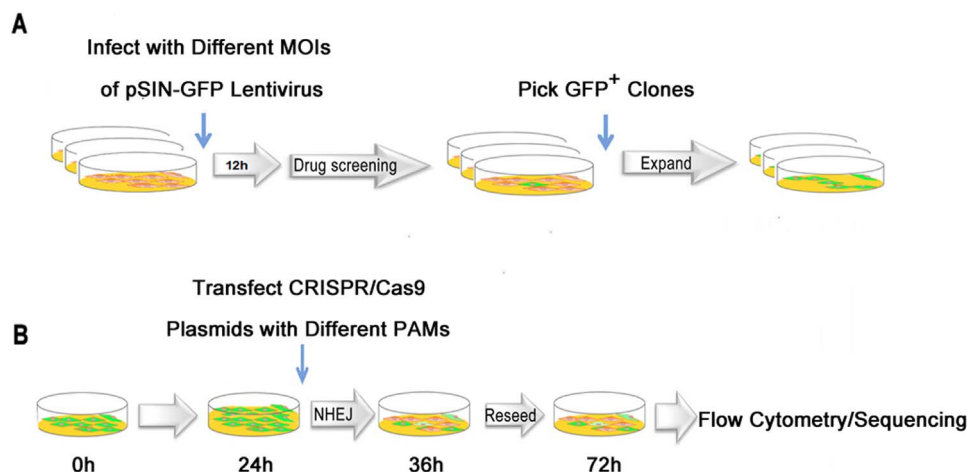 A
Infect with Different MOIs
of pSIN-GFP Lentivirus
Pick GFP+ Clones
12h
Drug screening
Expand
Transfect CRISPR/Cas9
Plasmids with Different PAMs
B
NHEJ
Reseed
Flow Cytometry/Sequencing
0h
24h
36h
72h